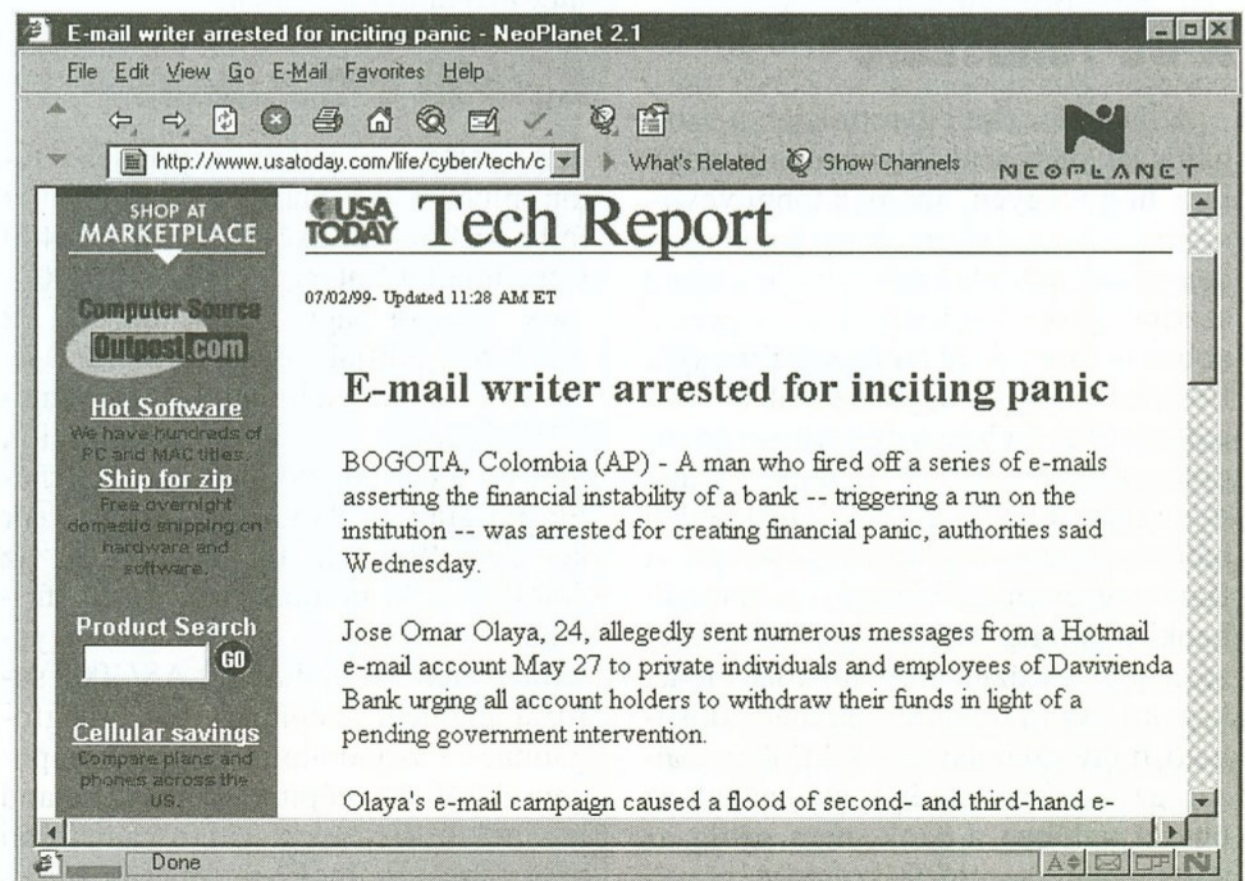 E-mail writer arrested for inciting panic - NeoPlanet 2.1
File Edit View Go E-Mail Favorites Help
http://www.usatoday.com/life/cyber/tech/c
What's Related
Show Channels
NEOPLANET
SHOP AT
MARKETPLACE
Computer Source
Outpost.com
Hot Software
We have hundreds of
PC and MAC titles.
Ship for zip
Free overnight
domestic shipping on
hardware and
software.
Product Search
GO
Cellular savings
Compare plans and
phones across the
US.
USA
TODAY
Tech Report
07/02/99- Updated 11:28 AM ET
E-mail writer arrested for inciting panic
BOGOTA, Colombia (AP) - A man who fired off a series of e-mails
asserting the financial instability of a bank -- triggering a run on the
institution -- was arrested for creating financial panic, authorities said
Wednesday.
Jose Omar Olaya, 24, allegedly sent numerous messages from a Hotmail
e-mail account May 27 to private individuals and employees of Davivienda
Bank urging all account holders to withdraw their funds in light of a
pending government intervention.
Olaya's e-mail campaign caused a flood of second- and third-hand e-
Done